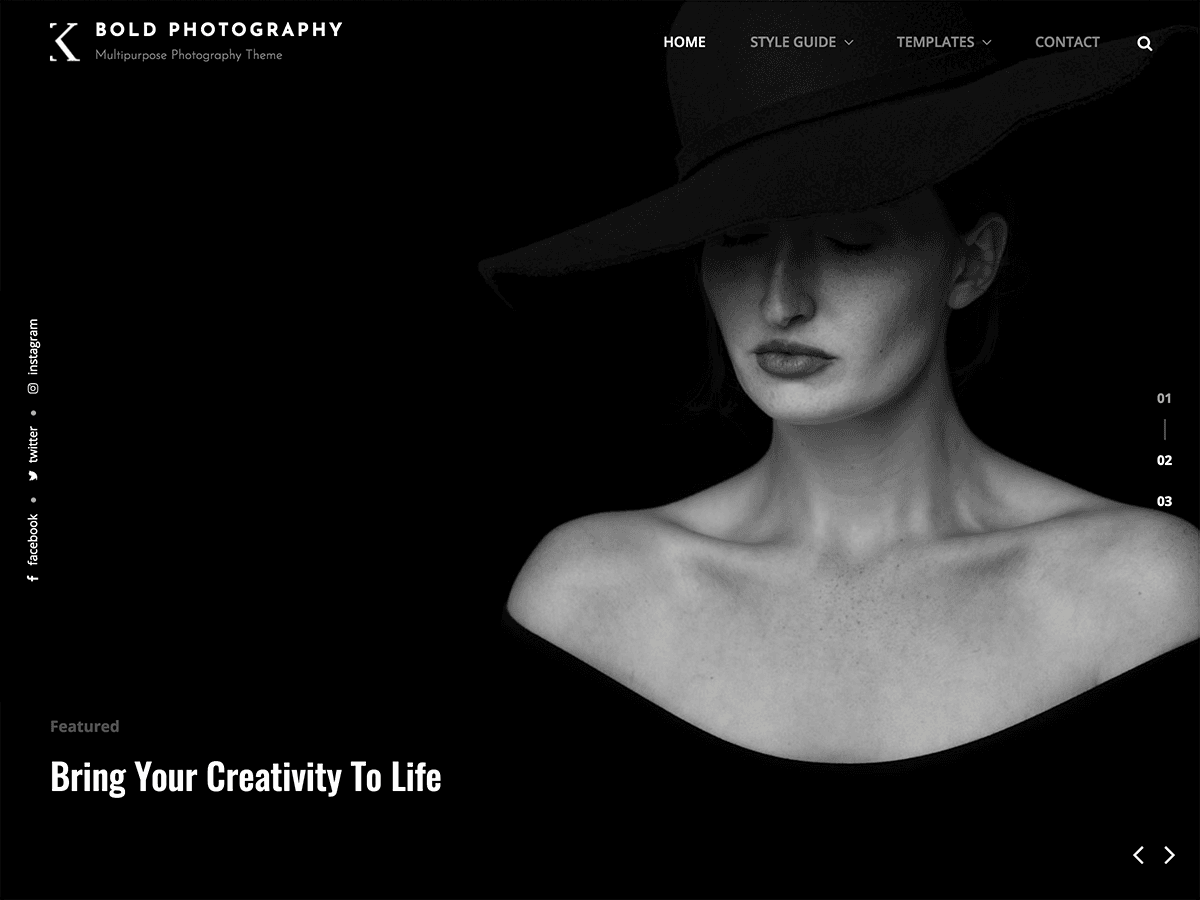 K
BOLD PHOTOGRAPHY
Multipurpose Photography Theme
HOME
STYLE GUIDE
TEMPLATES
CONTACT
instagram
twitter
facebook
01
02
03
Featured
Bring Your Creativity To Life